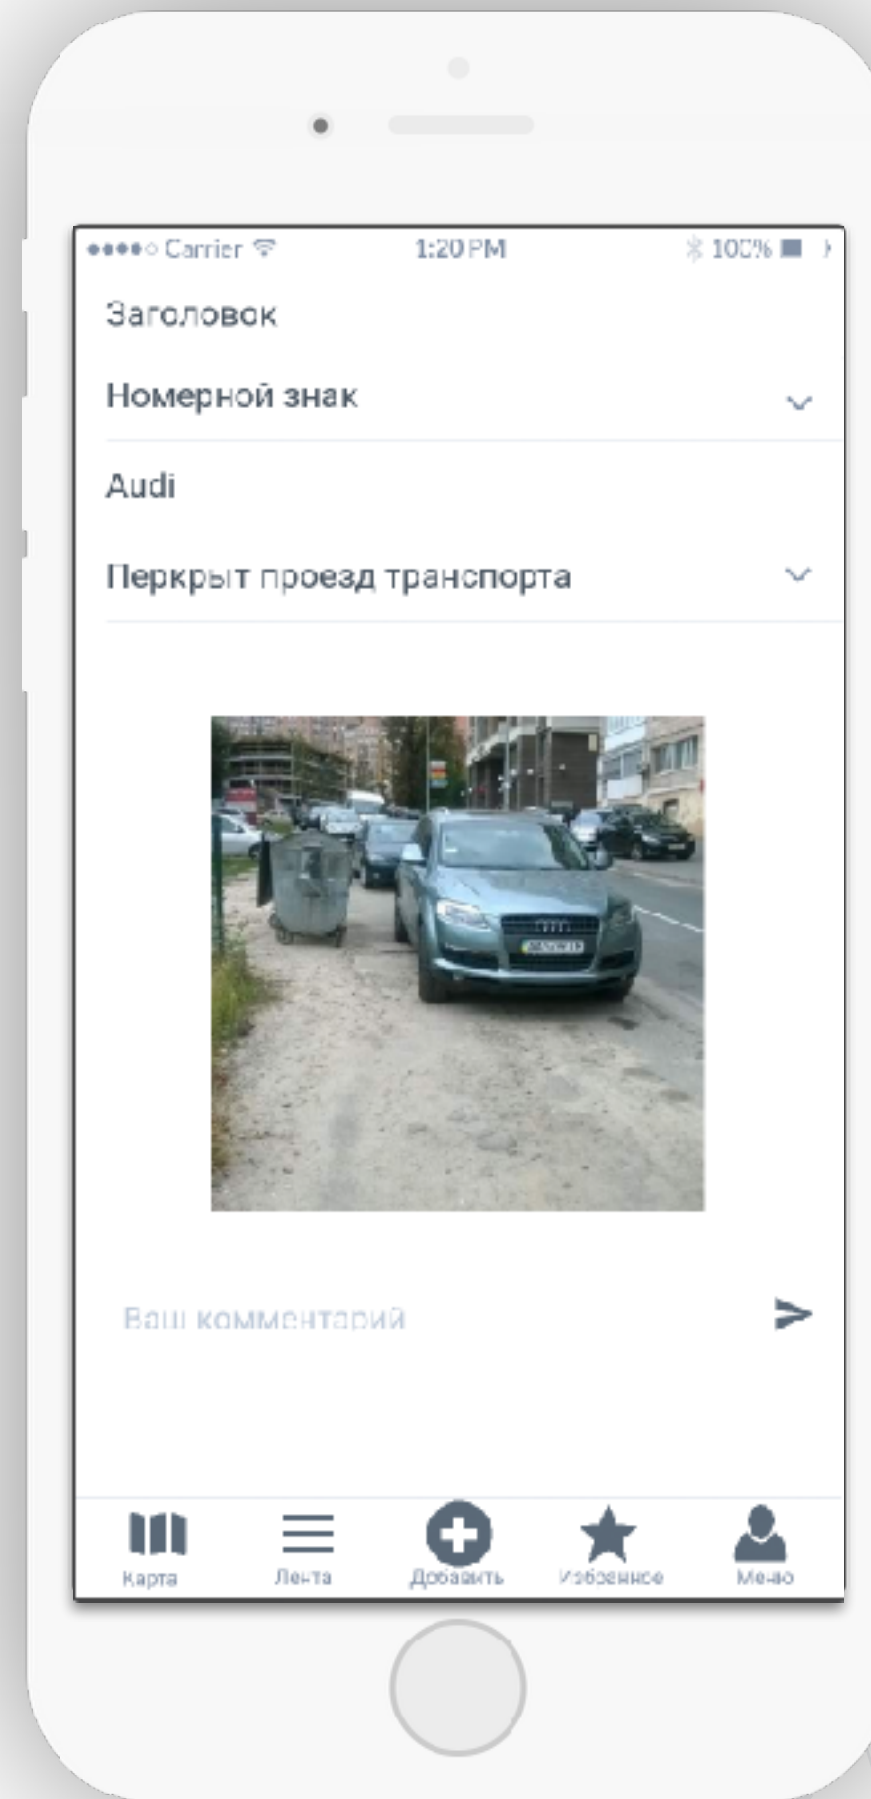 Carrier 1:20 PM 100%
Заголовок
Номерной знак
Audi
Перкрыт проезд транспорта
Ваш комментарий
Карта Лента Добавить Избранное Меню